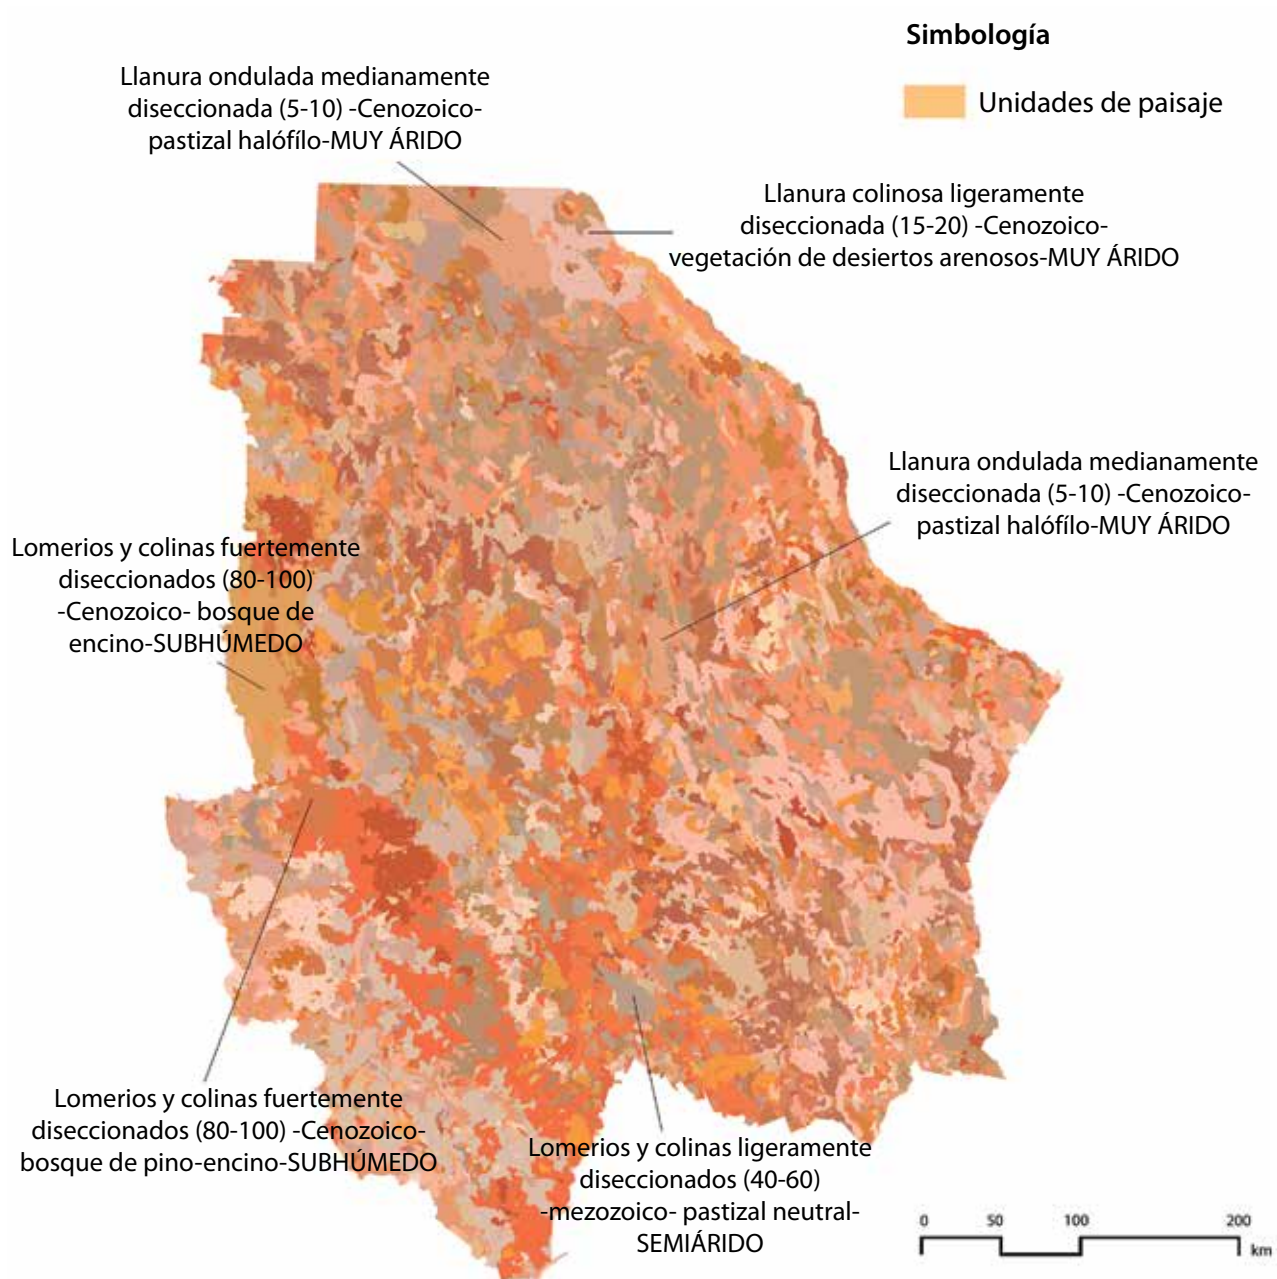 Simbología
Unidades de paisaje
Llanura ondulada medianamente
diseccionada (5-10) -Cenozoico-
pastizal halófílo-MUY ÁRIDO
Llanura colinosa ligeramente
diseccionada (15-20) -Cenozoico-
vegetación de desiertos arenosos-MUY ÁRIDO
Llanura ondulada medianamente
diseccionada (5-10) -Cenozoico-
pastizal halófílo-MUY ÁRIDO
Lomerios y colinas fuertemente
diseccionados (80-100)
-Cenozoico- bosque de
encino-SUBHÚMEDO
Lomerios y colinas fuertemente
diseccionados (80-100) -Cenozoico-
bosque de pino-encino-SUBHÚMEDO
Lomerios y colinas ligeramente
diseccionados (40-60)
-mezozoico- pastizal neutral-
SEMIÁRIDO
0 50 100 200
km